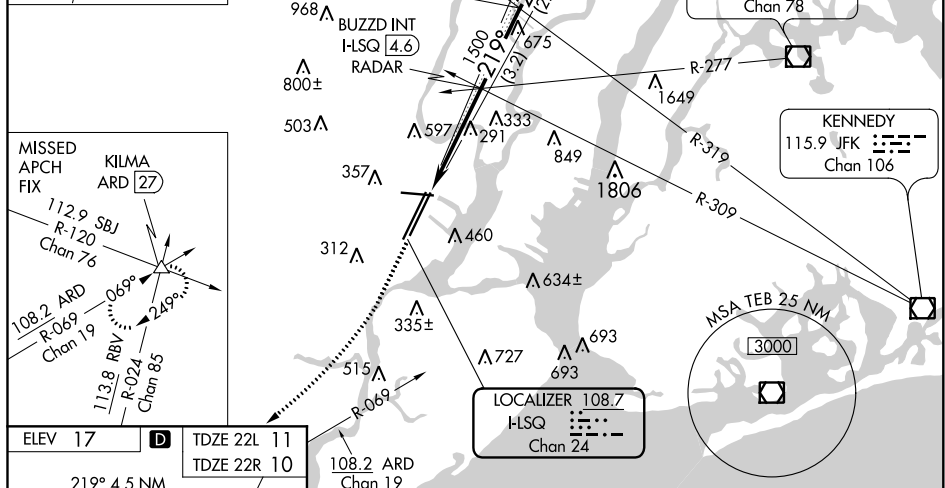 Chan 78
968
BUZZD INT
I-LSQ 4.6
RADAR
1500
219°
(3.2)
675
800±
R-277
1649
503
597
333
291
849
R-319
KENNEDY
115.9 JFK
Chan 106
MISSED
APCH
FIX
KILMA
ARD 27
357
1806
R-309
112.9 SBJ
R-120
Chan 76
312
460
634±
069°
249°
108.2 ARD
R-069
Chan 19
335±
MSA TEB 25 NM
3000
113.8 RBV
R-024
Chan 85
727
693
693
515
R-069
LOCALIZER 108.7
I-LSQ
Chan 24
ELEV 17
D
TDZE 22L 11
TDZE 22R 10
108.2 ARD
Chan 19
219° 4.5 NM